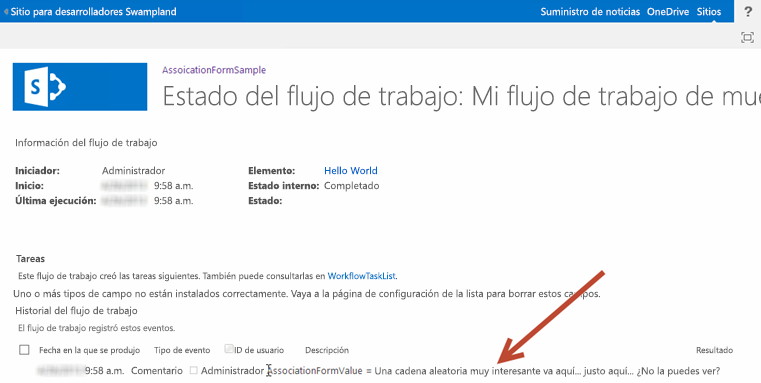 Sitio para desarrolladores Swampland Suministro de noticias OneDrive Sitios ?
S
AssoicationFormSample
Estado del flujo de trabajo: Mi flujo de trabajo de mue
Información del flujo de trabajo
Iniciador: Administrador Elemento: Hello World
Inicio: 9:58 a.m. Estado interno: Completado
Última ejecución: 9:58 a.m. Estado:
Tareas
Este flujo de trabajo creó las tareas siguientes. También puede consultarlas en WorkflowTaskList.
Uno o más tipos de campo no están instalados correctamente. Vaya a la página de configuración de la lista para borrar estos campos.
Historial del flujo de trabajo
El flujo de trabajo registró estos eventos.
Fecha en la que se produjo Tipo de evento ID de usuario Descripción Resultado
9:58 a.m. Comentario Administrador AssociationFormValue = Una cadena aleatoria muy interesante va aquí... justo aquí... ¿No la puedes ver?